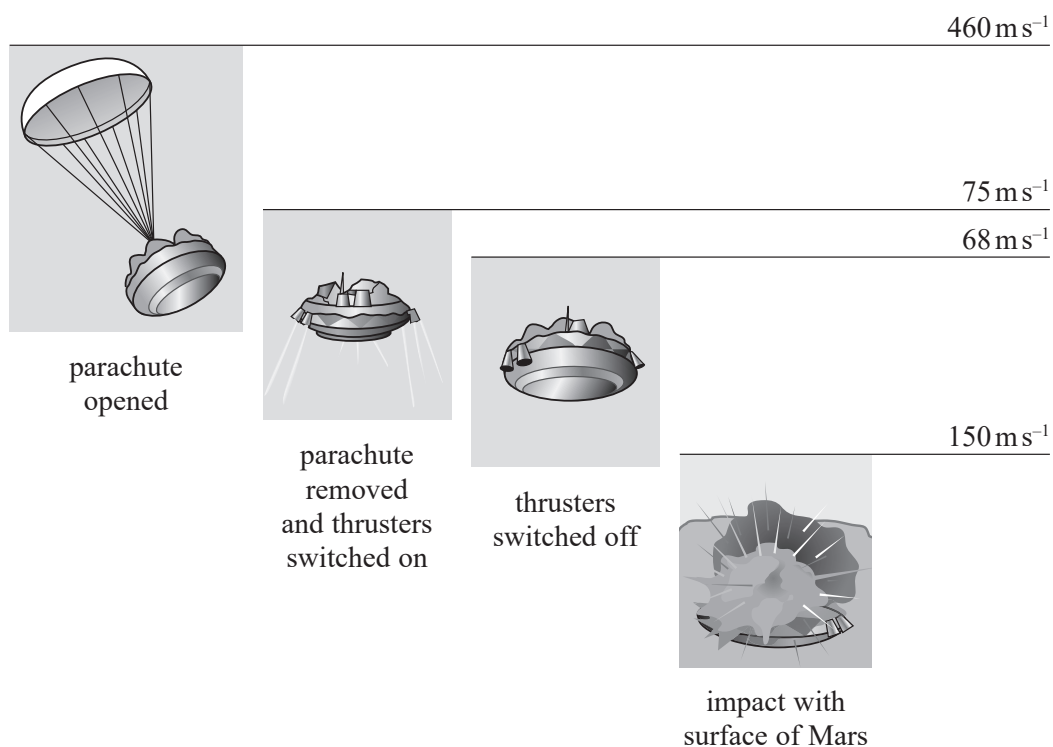 460 m s⁻¹
parachute
opened
75 m s⁻¹
parachute
removed
and thrusters
switched on
68 m s⁻¹
thrusters
switched off
150 m s⁻¹
impact with
surface of Mars